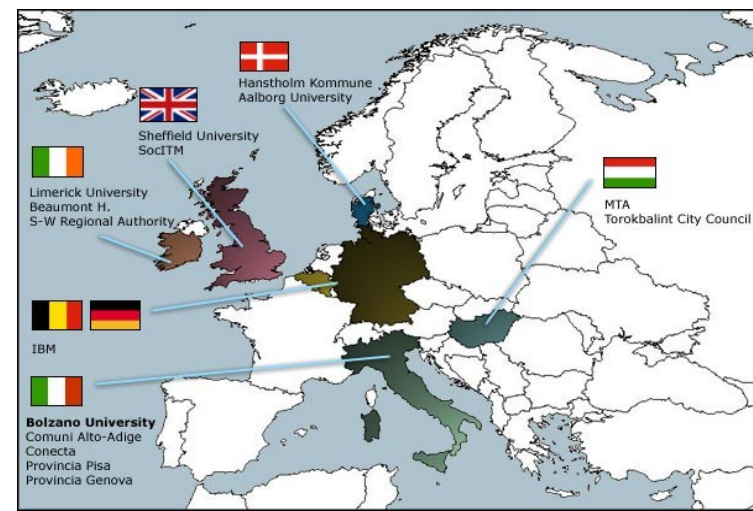 Hanstholm Kommune
Aalborg University
Sheffield University
SocITM
Limerick University
Beaumont H.
S-W Regional Authority
MTA
Torokbalint City Council
IBM
Bolzano University
Comuni Alto-Adige
Conecta
Provincia Pisa
Provincia Genova